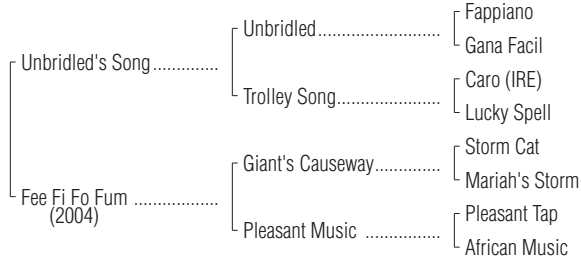 Fappiano
Unbridled........................
Gana Facil
Unbridled's Song.............
Caro (IRE)
Trolley Song....................
Lucky Spell
Storm Cat
Giant's Causeway.............
Mariah's Storm
Fee Fi Fo Fum .................
(2004)
Pleasant Tap
Pleasant Music ...............
African Music